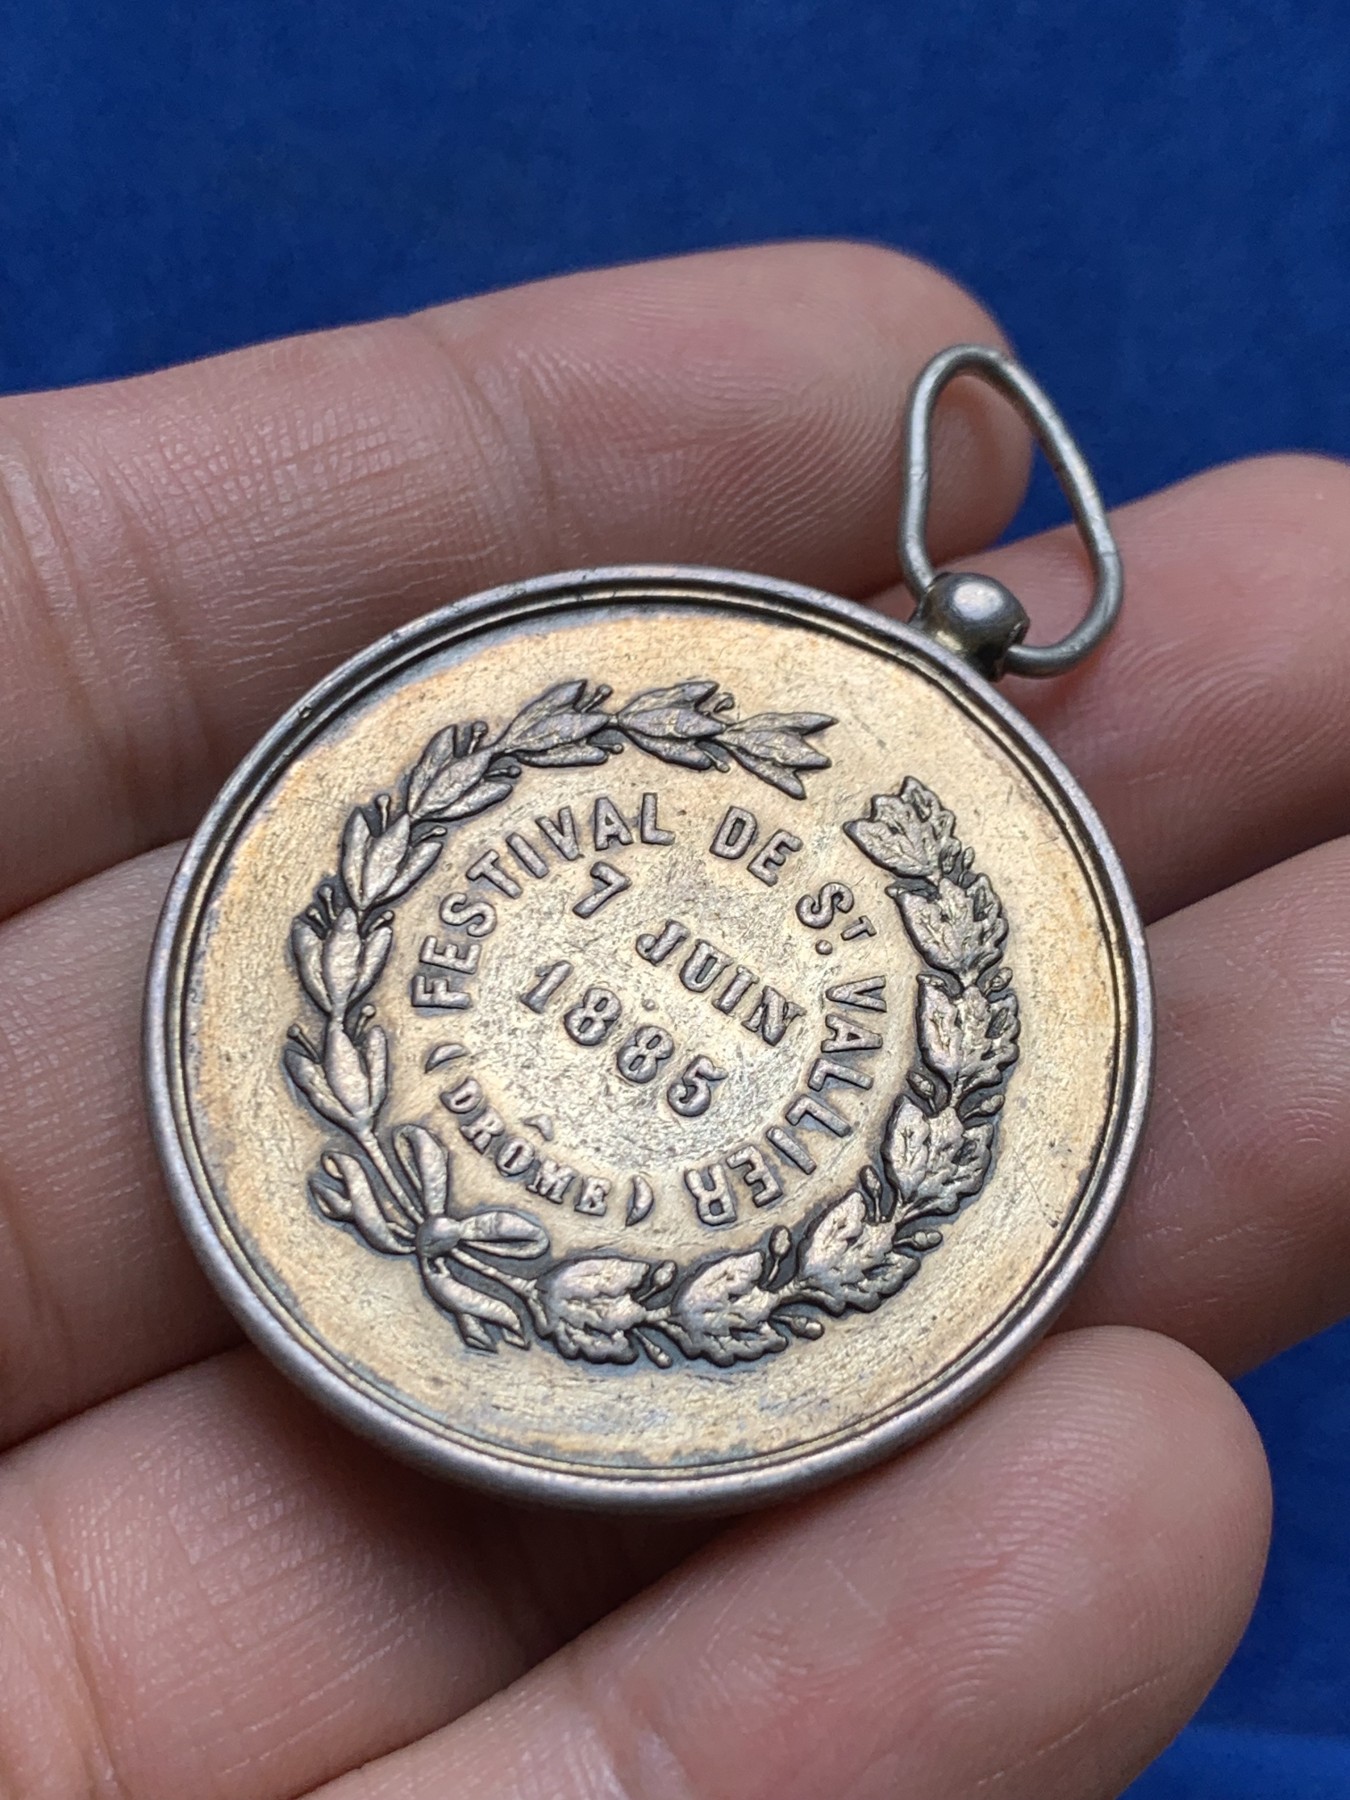 FESTIVAL DE ST. VALLIER
7 JUIN
1885
(DRÔME)